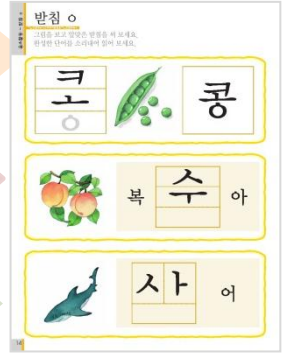 받침 ㅇ
그림을 보고 알맞은 받침을 써 보세요.
완성한 단어를 소리내어 읽어 보세요.
코
ㅇ
콩
복 수 아
사 어